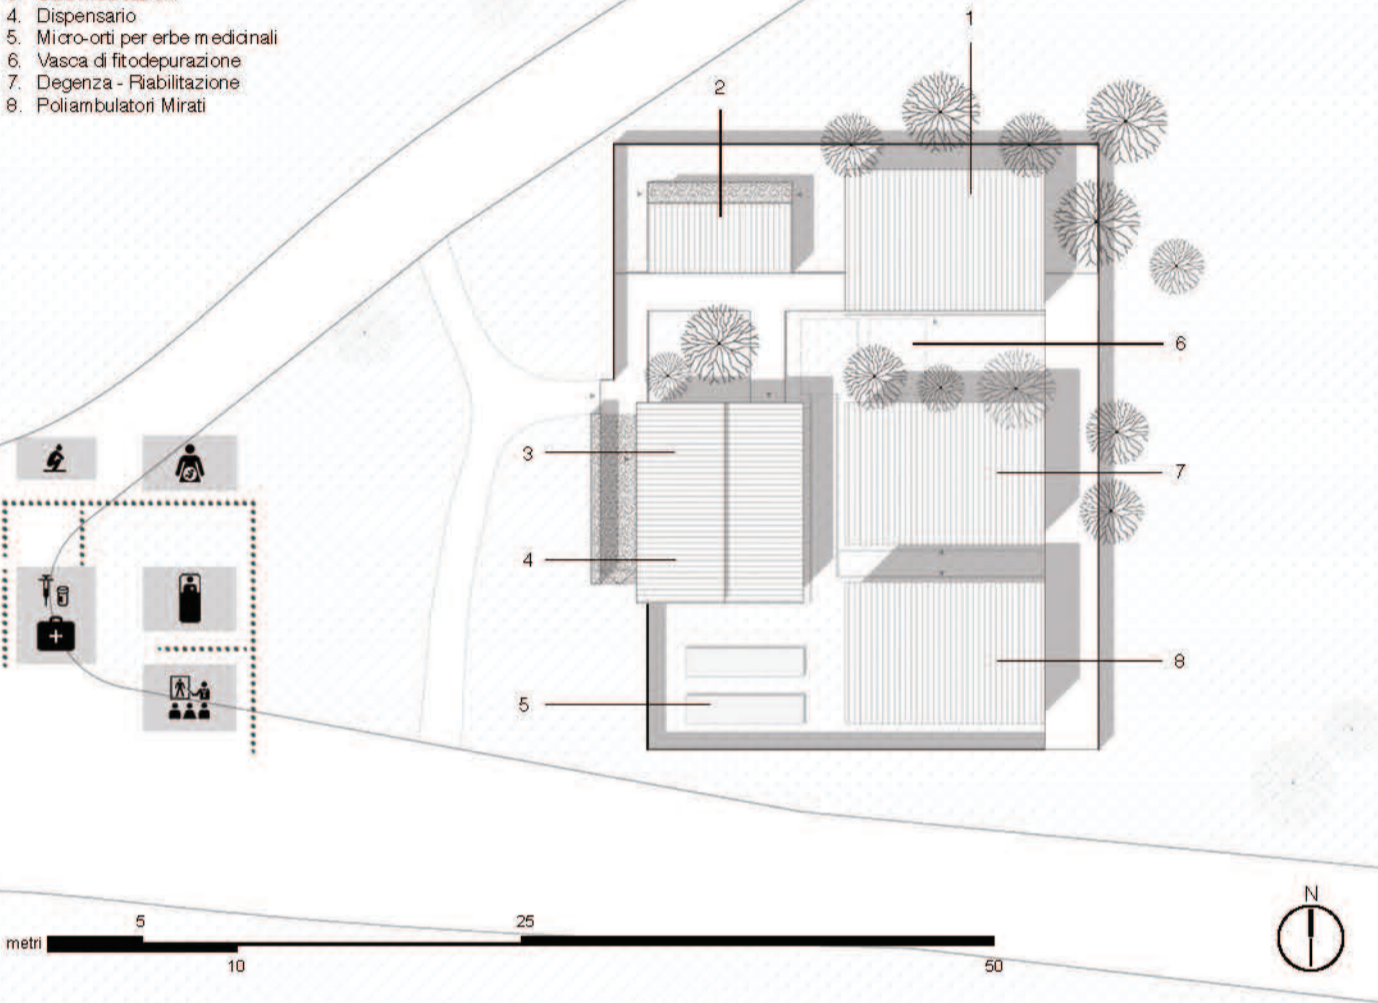 4. Dispensario
5. Micro-orti per erbe medicinali
6. Vasca di fitodepurazione
7. Degenza - Riabilitazione
8. Poliambulatori Mirati
1
2
6
3
7
4
8
5
N
5
25
metri
10
50